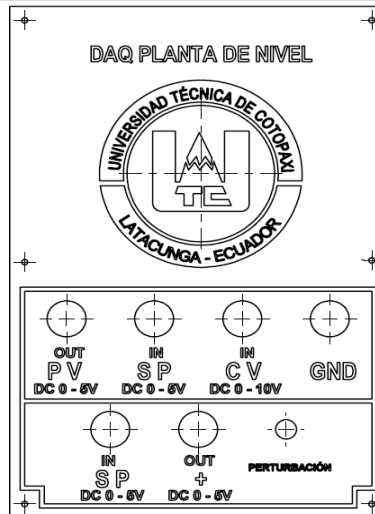 DAQ PLANTA DE NIVEL
UNIVERSIDAD TÉCNICA DE COTOPAXI
UTC
LATACUNGA - ECUADOR
OUT IN IN
P V S P C V GND
DC 0 - 5V DC 0 - 5V DC 0 - 10V
IN OUT
S P + PERTURBACIÓN
DC 0 - 5V DC 0 - 5V